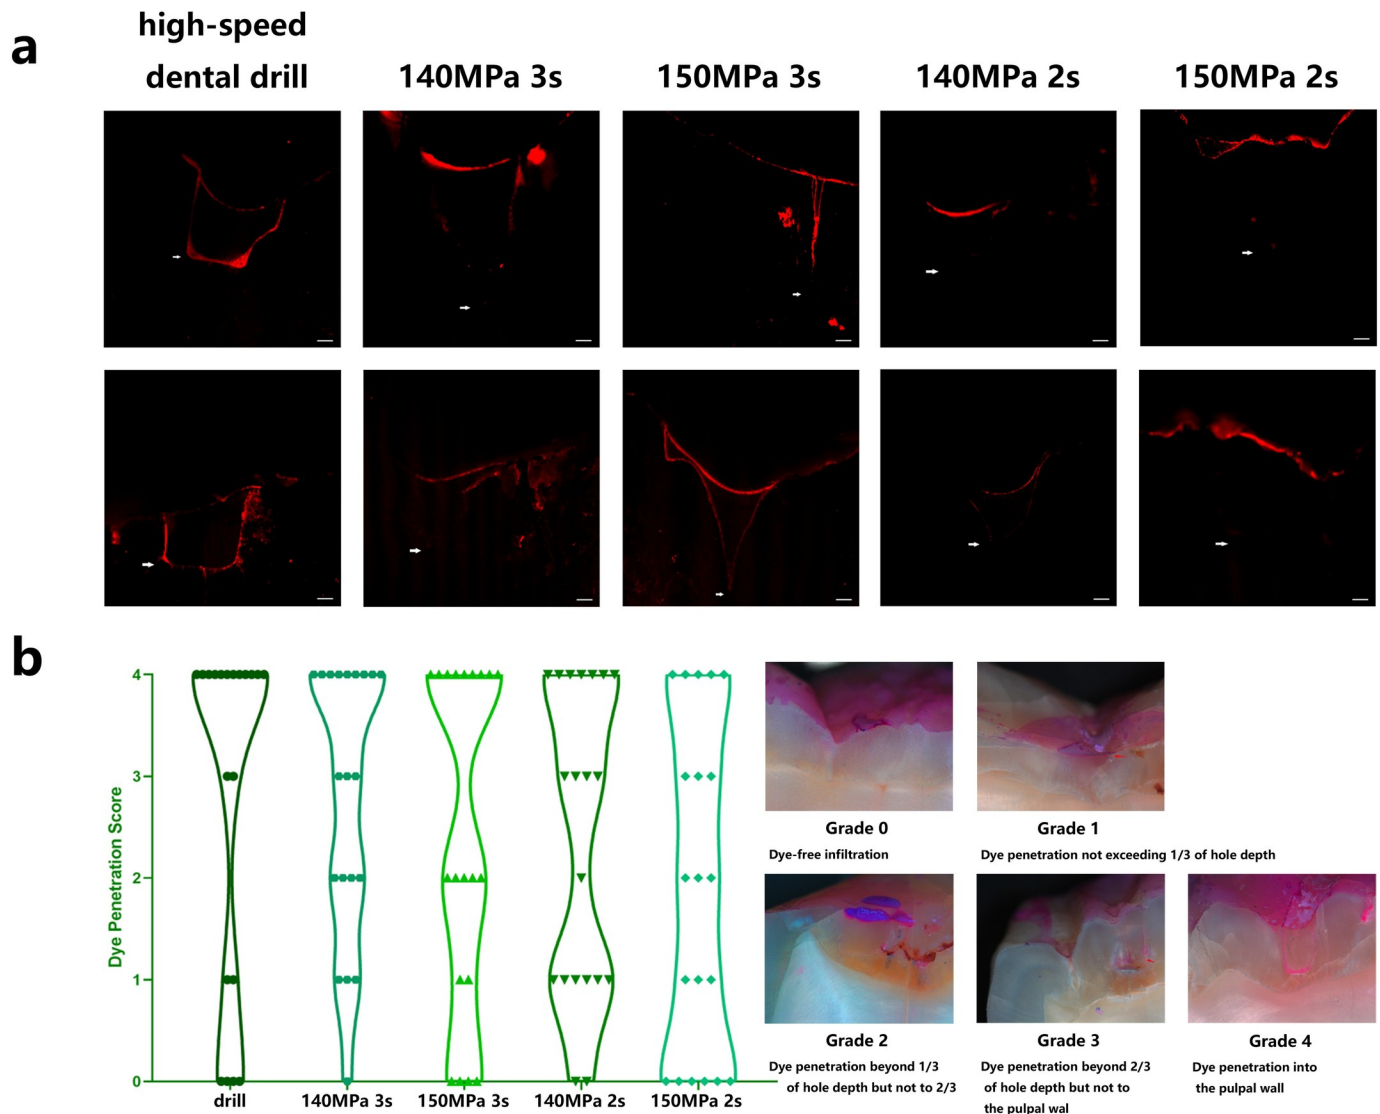 a
high-speed
dental drill
140MPa 3s
150MPa 3s
140MPa 2s
150MPa 2s
b
Dye Penetration Score
4
3
2
1
0
drill
140MPa 3s
150MPa 3s
140MPa 2s
150MPa 2s
Grade 0
Dye-free infiltration
Grade 1
Dye penetration not exceeding 1/3 of hole depth
Grade 2
Dye penetration beyond 1/3
of hole depth but not to 2/3
Grade 3
Dye penetration beyond 2/3
of hole depth but not to
the pulpal wal
Grade 4
Dye penetration into
the pulpal wall